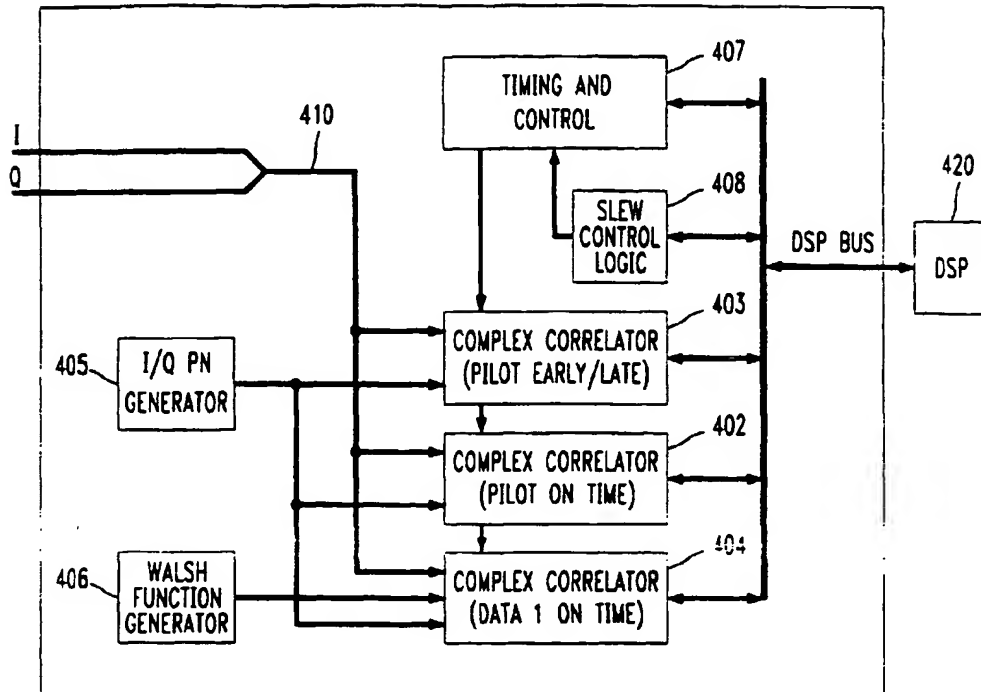 407
TIMING AND
CONTROL
410
I
Q
408
SLEW
CONTROL
LOGIC
420
DSP BUS
DSP
403
COMPLEX CORRELATOR
(PILOT EARLY/LATE)
405
I/Q PN
GENERATOR
402
COMPLEX CORRELATOR
(PILOT ON TIME)
404
COMPLEX CORRELATOR
(DATA 1 ON TIME)
406
WALSH
FUNCTION
GENERATOR